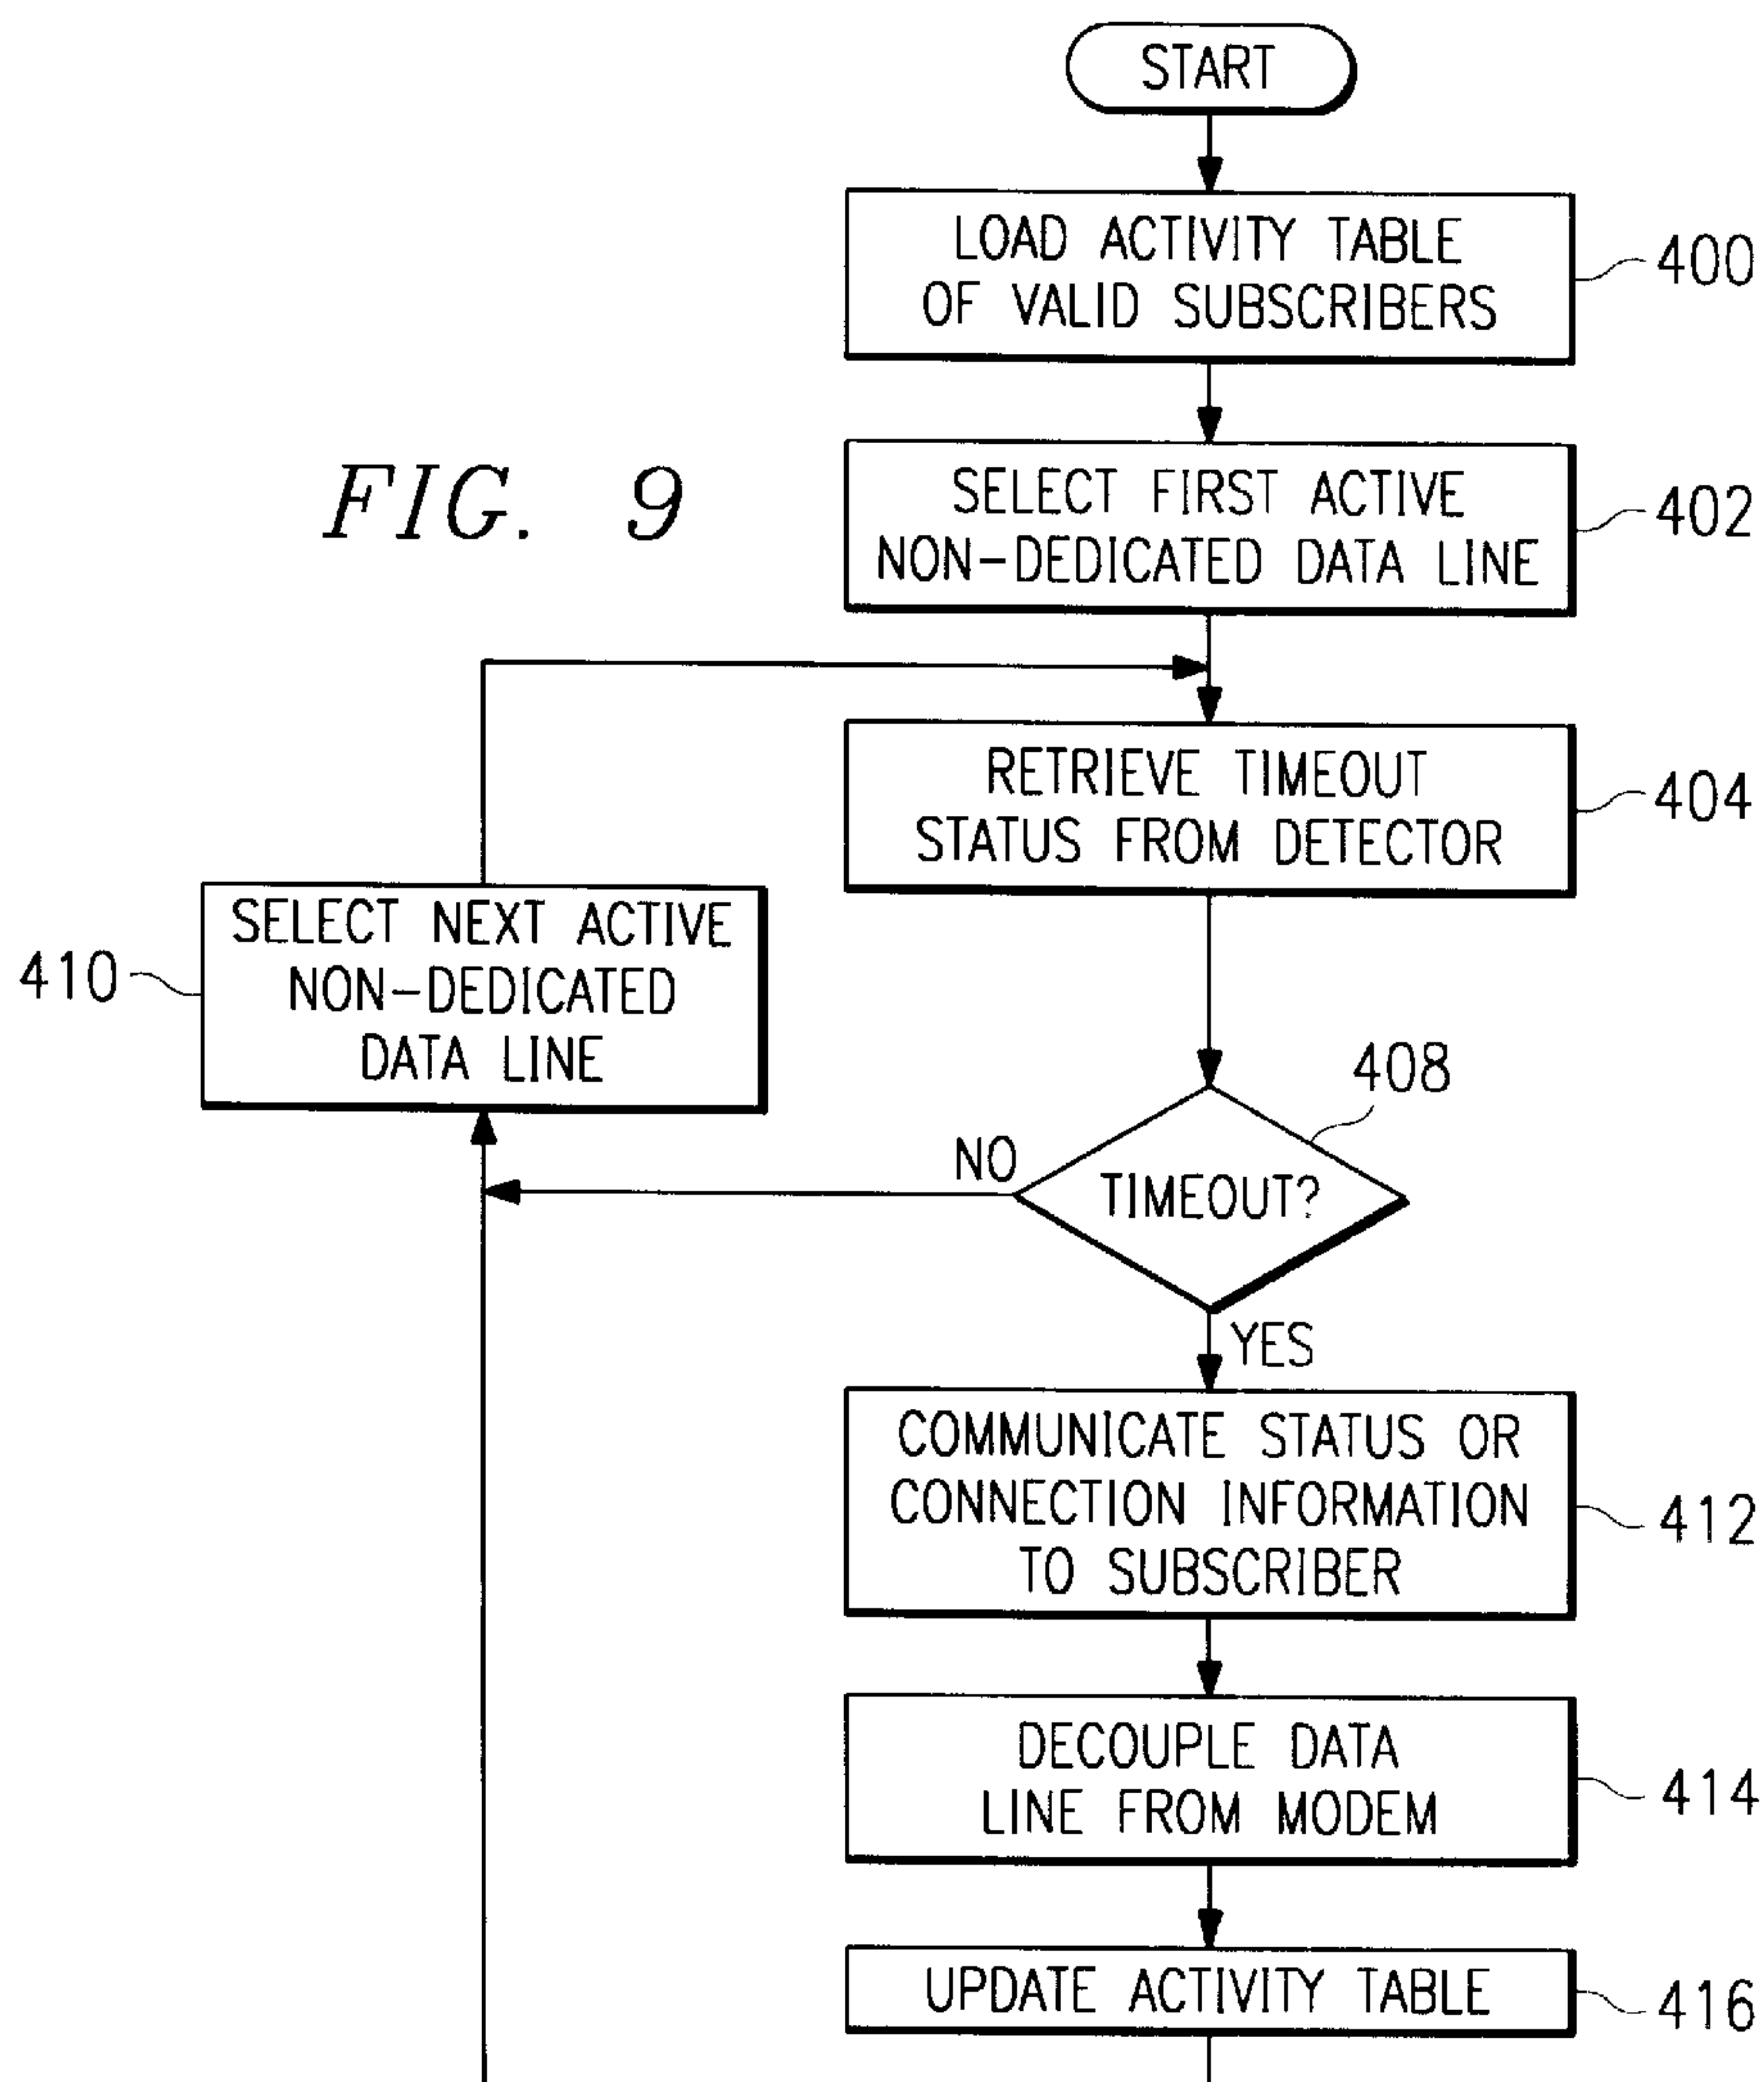 START
LOAD ACTIVITY TABLE
OF VALID SUBSCRIBERS
400
FIG. 9
SELECT FIRST ACTIVE
NON-DEDICATED DATA LINE
402
RETRIEVE TIMEOUT
STATUS FROM DETECTOR
404
410
SELECT NEXT ACTIVE
NON-DEDICATED
DATA LINE
408
NO
TIMEOUT?
YES
COMMUNICATE STATUS OR
CONNECTION INFORMATION
TO SUBSCRIBER
412
DECOUPLE DATA
LINE FROM MODEM
414
UPDATE ACTIVITY TABLE
416